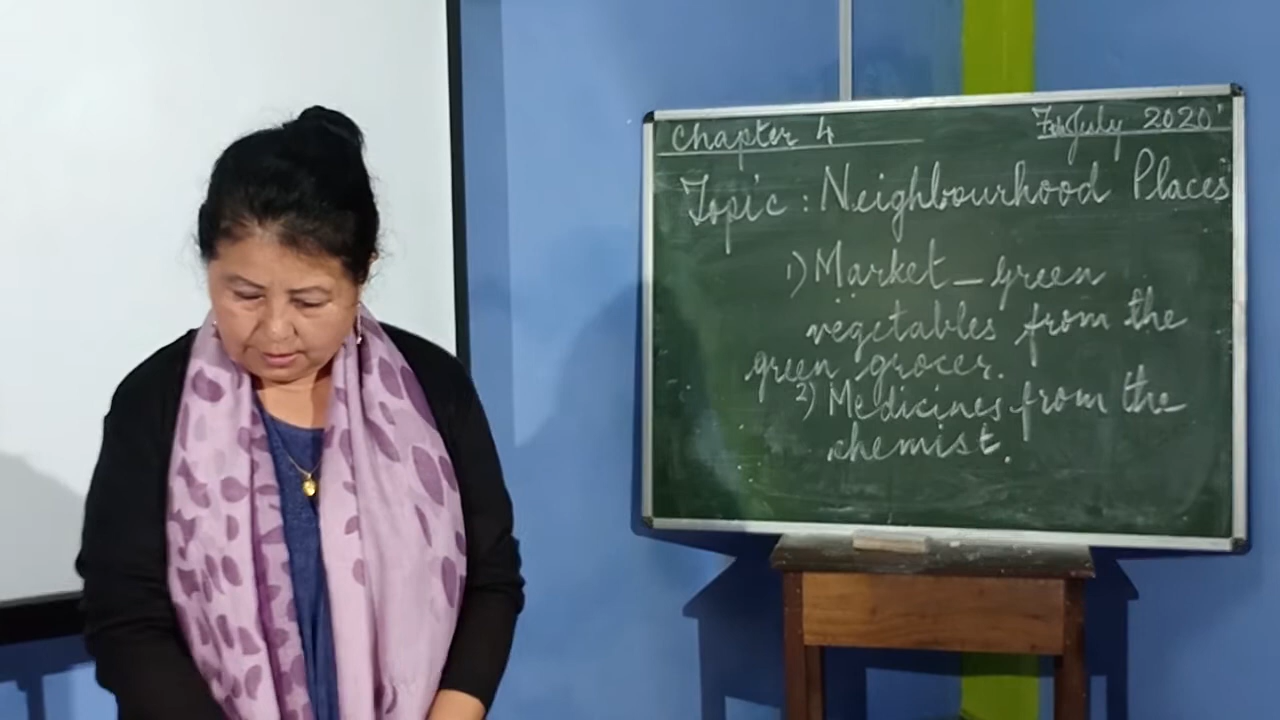 Chapter 4
7th July 2020
Topic : Neighbourhood Places
1) Market - green
vegetables from the
green grocer.
2) Medicines from the
chemist.